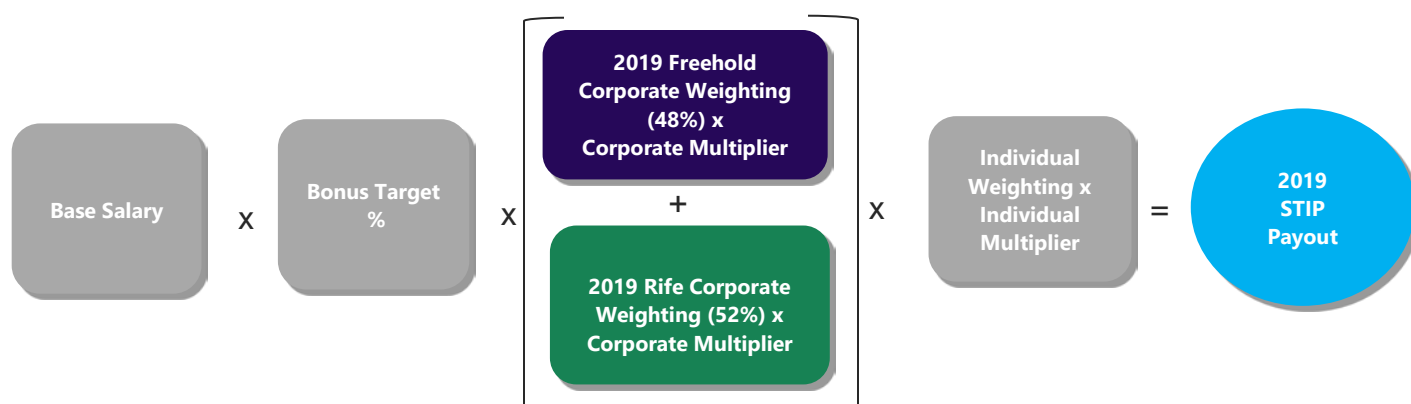 Base Salary
x
Bonus Target
%
x
2019 Freehold
Corporate Weighting
(48%) x
Corporate Multiplier
+
2019 Rife Corporate
Weighting (52%) x
Corporate Multiplier
x
Individual
Weighting x
Individual
Multiplier
=
2019
STIP
Payout